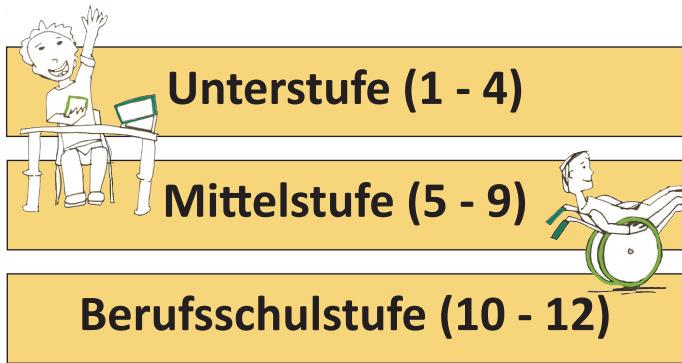 Unterstufe (1 - 4)
Mittelstufe (5 - 9)
Berufsschulstufe (10 - 12)